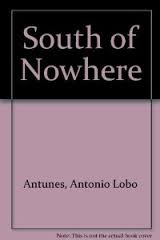 South of
Nowhere
Antunes, Antonio Lobo
Note: This is not the actual book cover